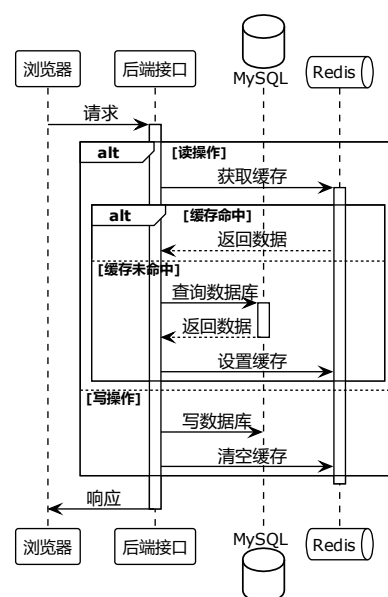 浏览器
后端接口
MySQL
Redis
请求
alt
[读操作]
获取缓存
alt
[缓存命中]
返回数据
[缓存未命中]
查询数据库
返回数据
设置缓存
[写操作]
写数据库
清空缓存
响应
浏览器
后端接口
MySQL
Redis